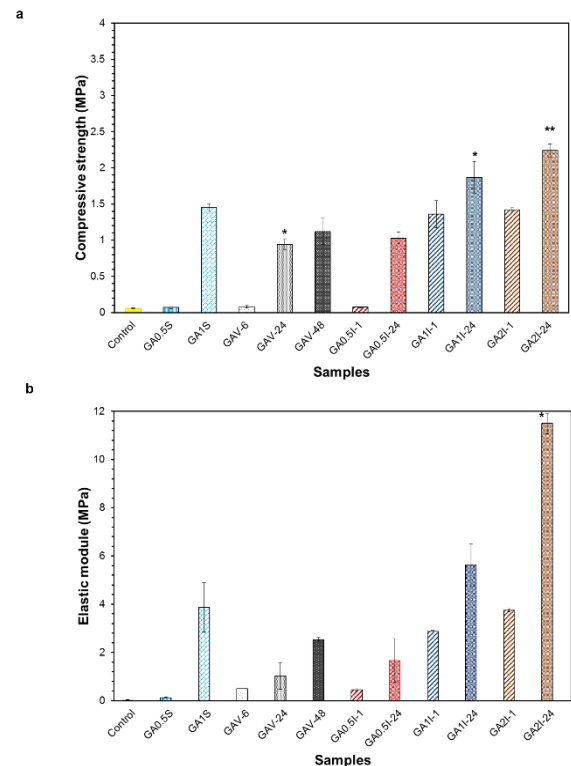 a
4
3.5
3
2.5
2
1.5
1
0.5
0
Compressive strength (MPa)
*
*
**
Control
GA0.5S
GA1S
GAV-6
GAV-24
GAV-48
GA0.5I-1
GA0.5I-24
GA1I-1
GA1I-24
GA2I-1
GA2I-24
Samples
b
12
10
8
6
4
2
0
Elastic module (MPa)
*
Control
GA0.5S
GA1S
GAV-6
GAV-24
GAV-48
GA0.5I-1
GA0.5I-24
GA1I-1
GA1I-24
GA2I-1
GA2I-24
Samples